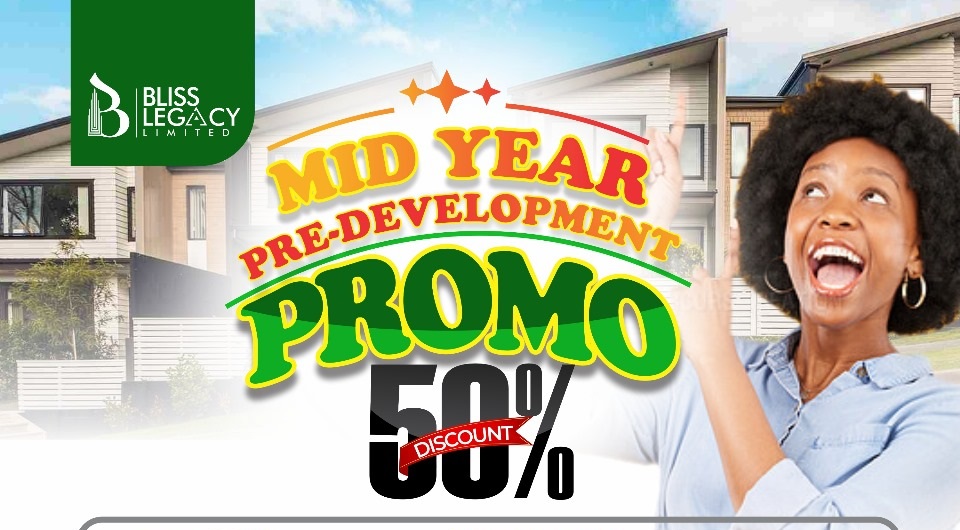 BLISS
LEGACY
LIMITED
MID YEAR
PRE-DEVELOPMENT
PROMO
50%
DISCOUNT